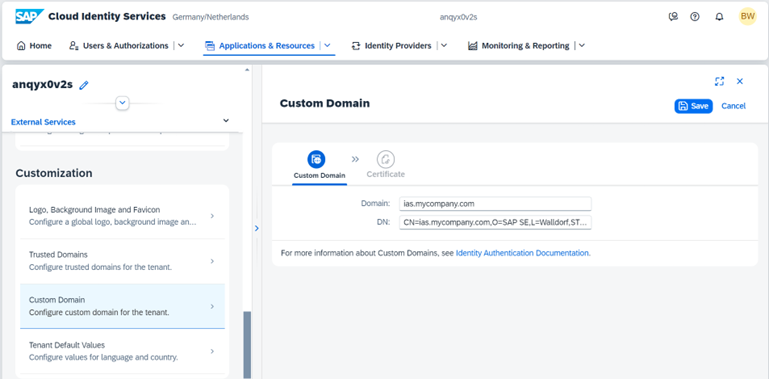 SAP Cloud Identity Services Germany/Netherlands anqyx0v2s BW
Home Users & Authorizations Applications & Resources Identity Providers Monitoring & Reporting
anqyx0v2s
External Services
Customization
Logo, Background Image and Favicon
Configure a global logo, background image an...
Trusted Domains
Configure trusted domains for the tenant.
Custom Domain
Configure custom domain for the tenant.
Tenant Default Values
Configure values for language and country.
Custom Domain
Save Cancel
Custom Domain Certificate
Domain: ias.mycompany.com
DN: CN=ias.mycompany.com,O=SAP SE,L=Walldorf,ST...
For more information about Custom Domains, see Identity Authentication Documentation.